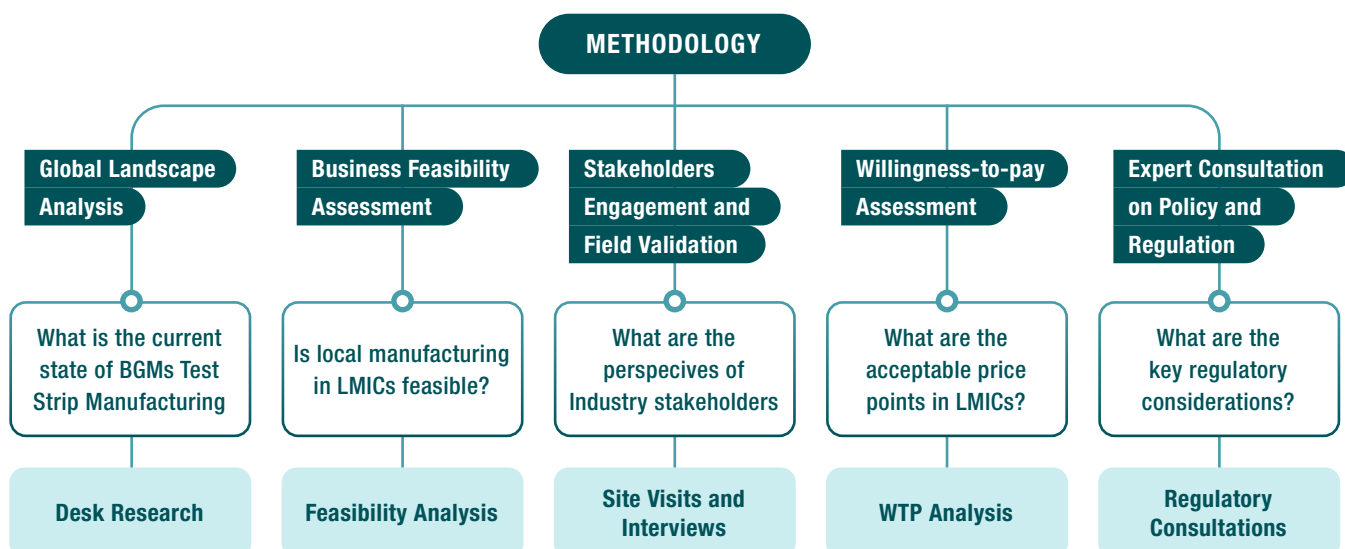 METHODOLOGY
Global Landscape
Analysis
What is the current
state of BGMs Test
Strip Manufacturing
Desk Research
Business Feasibility
Assessment
Is local manufacturing
in LMICs feasible?
Feasibility Analysis
Stakeholders
Engagement and
Field Validation
What are the
perspecives of
Industry stakeholders
Site Visits and
Interviews
Willingness-to-pay
Assessment
What are the
acceptable price
points in LMICs?
WTP Analysis
Expert Consultation
on Policy and
Regulation
What are the
key regulatory
considerations?
Regulatory
Consultations